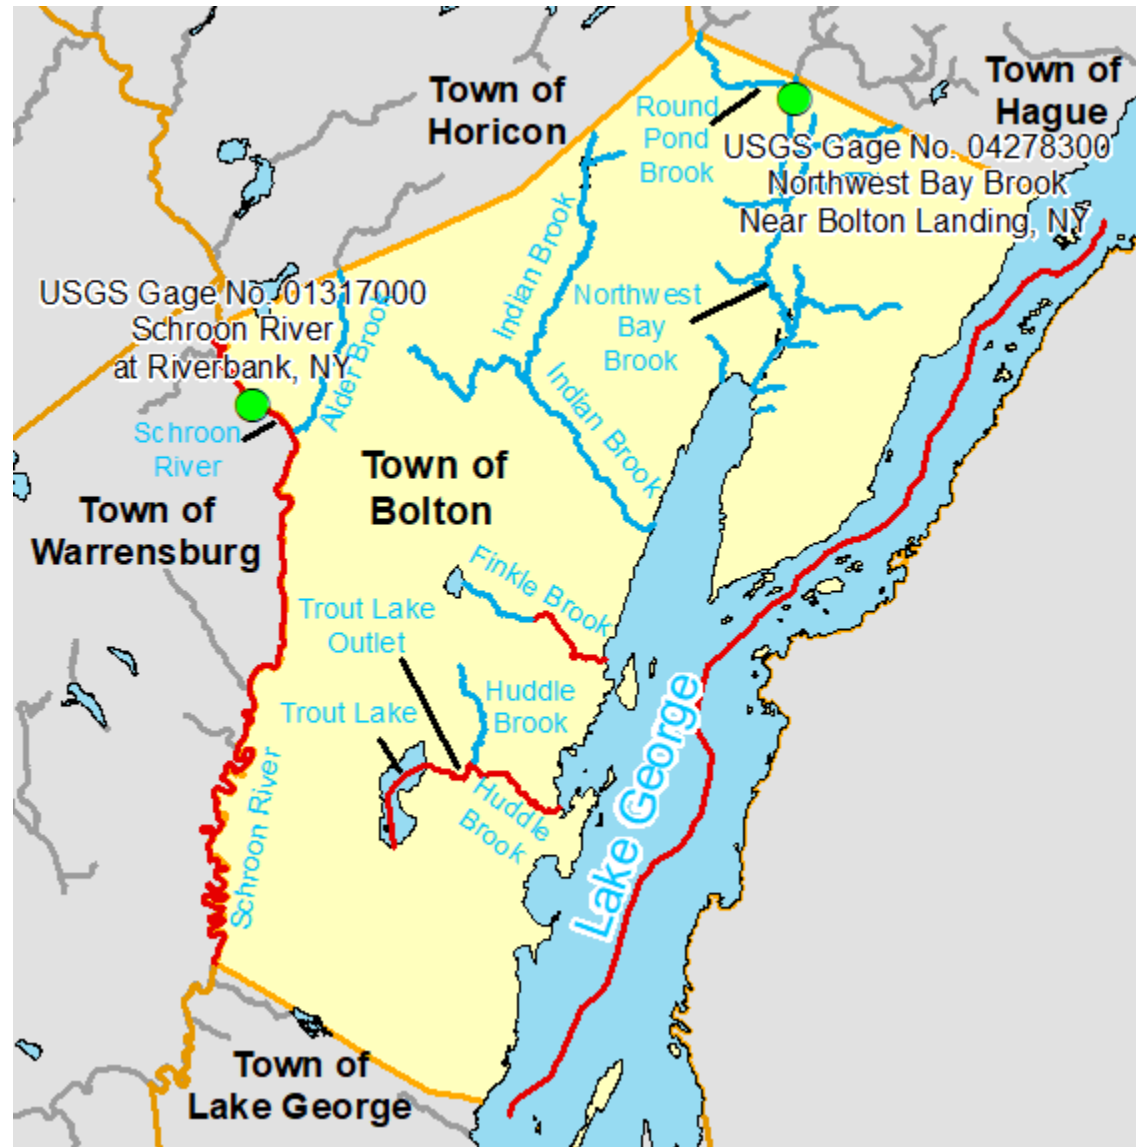 Town of
Horicon
Town of
Hague
Round
Pond
Brook
USGS Gage No. 04278300
Northwest Bay Brook
Near Bolton Landing, NY
Indian Brook
USGS Gage No. 01317000
Schroon River
at Riverbank, NY
Alder Brook
Northwest
Bay
Brook
Schroon
River
Indian Brook
Town of
Bolton
Town of
Warrensburg
Finkle Brook
Trout Lake
Outlet
Huddle
Brook
Trout Lake
Huddle
Brook
Schroon River
Lake George
Town of
Lake George